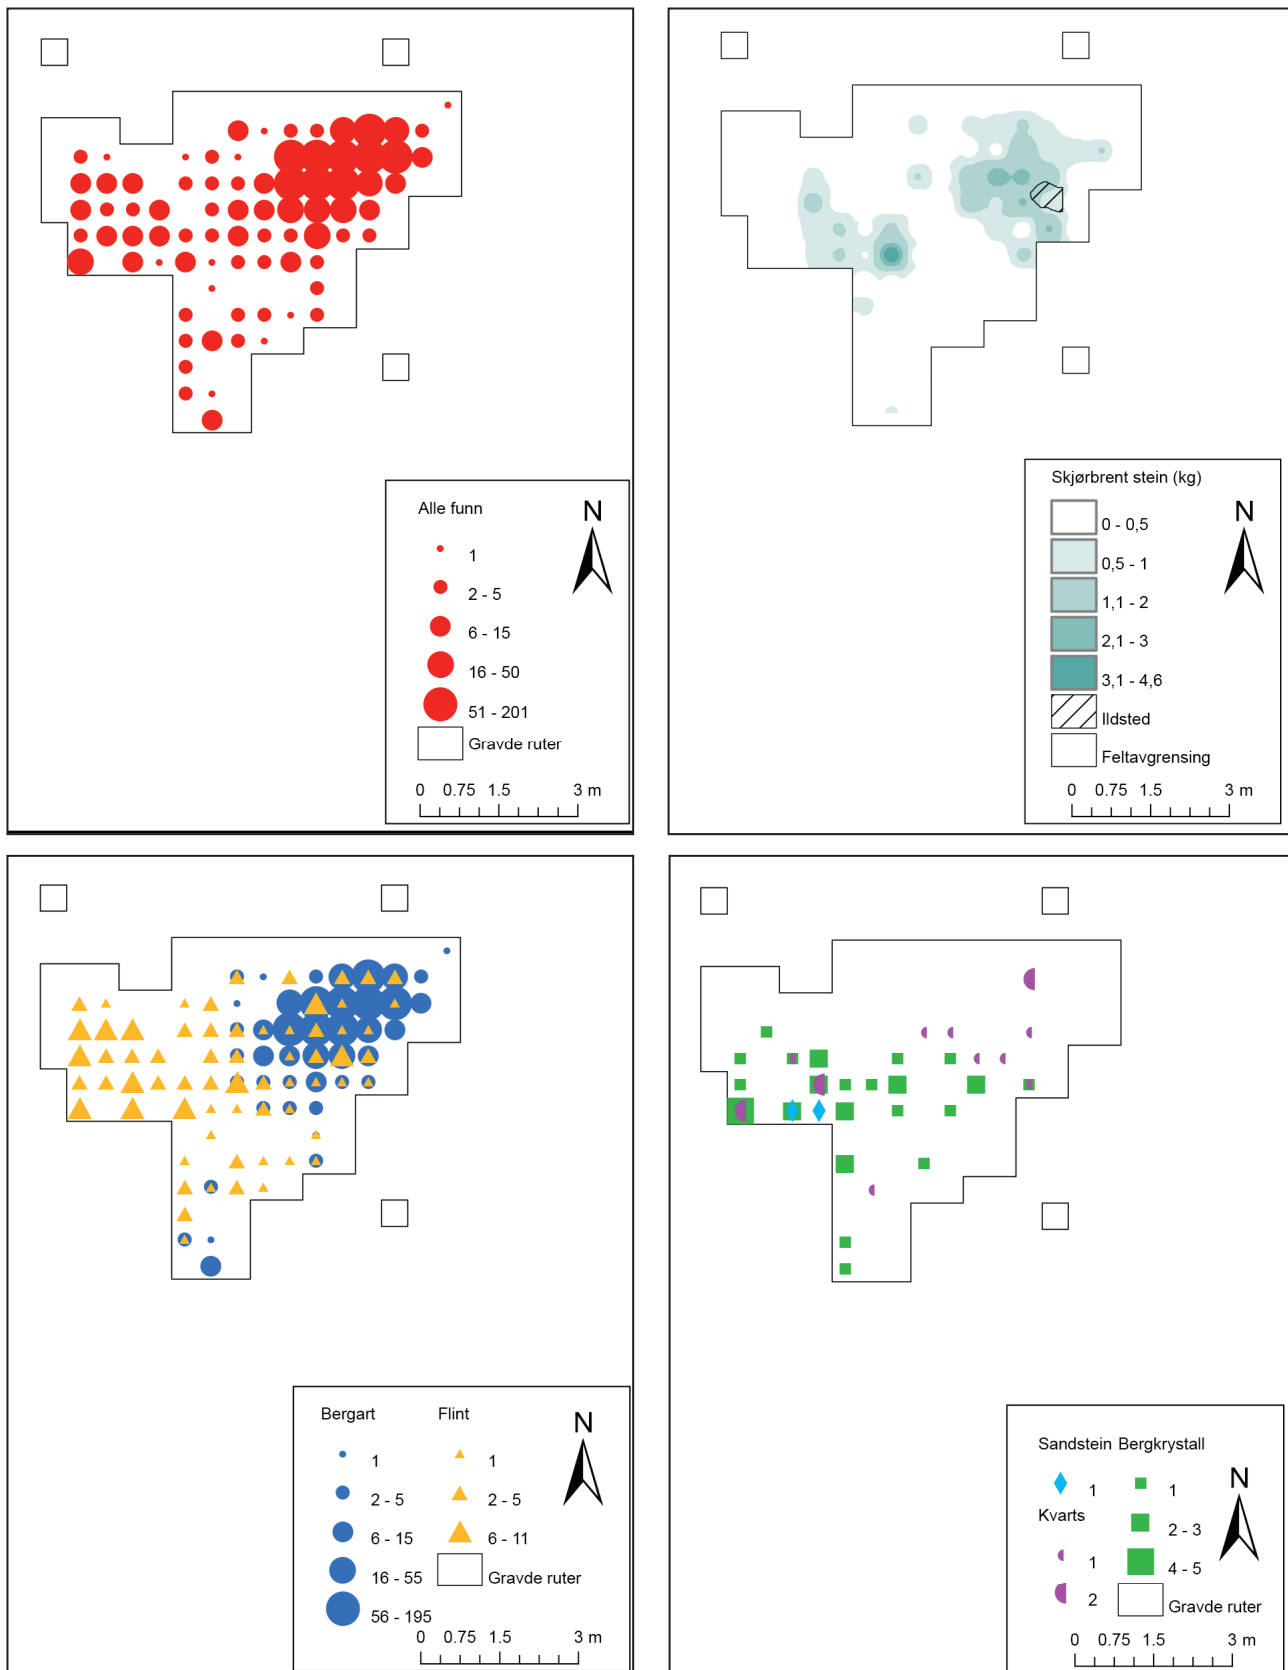 Alle funn
N
1
2 - 5
6 - 15
16 - 50
51 - 201
Gravde ruter
0 0.75 1.5 3 m
Skjørbrent stein (kg)
N
0 - 0,5
0,5 - 1
1,1 - 2
2,1 - 3
3,1 - 4,6
Ildsted
Feltavgrensing
0 0.75 1.5 3 m
Bergart Flint
N
1 1
2 - 5 2 - 5
6 - 15 6 - 11
16 - 55 Gravde ruter
56 - 195
0 0.75 1.5 3 m
Sandstein Bergkrystall
N
1 1
Kvarts 2 - 3
1 4 - 5
2 Gravde ruter
0 0.75 1.5 3 m